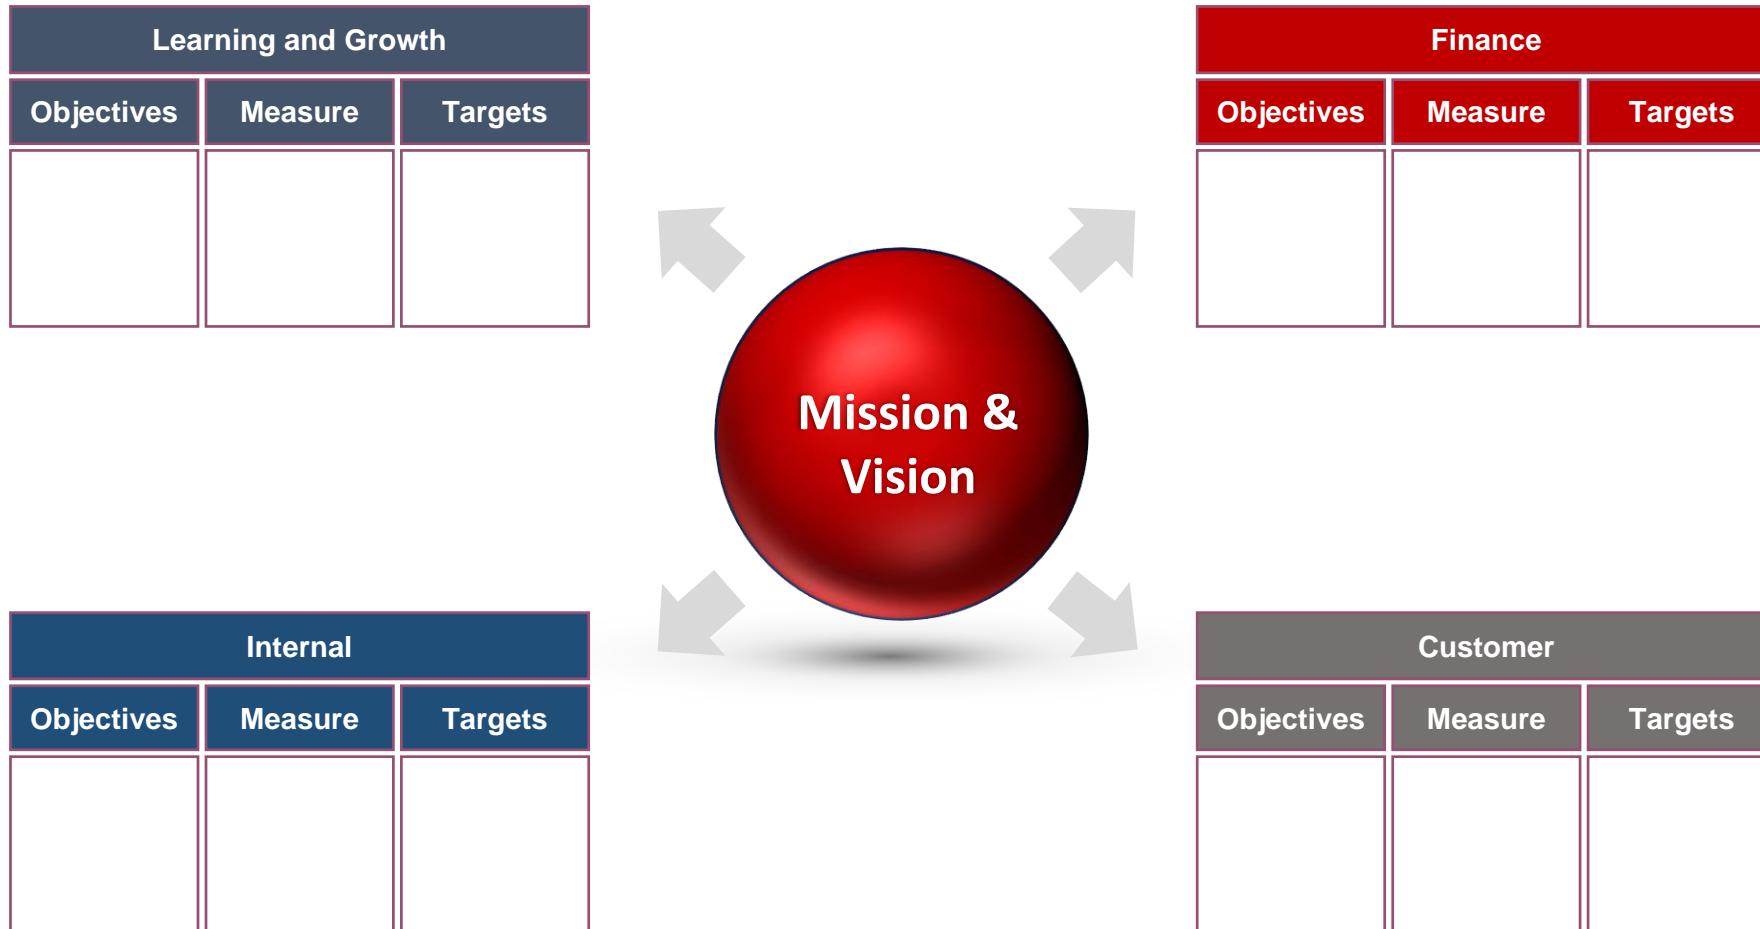 Learning and Growth
Objectives Measure Targets
Finance
Objectives Measure Targets
Mission &
Vision
Internal
Objectives Measure Targets
Customer
Objectives Measure Targets